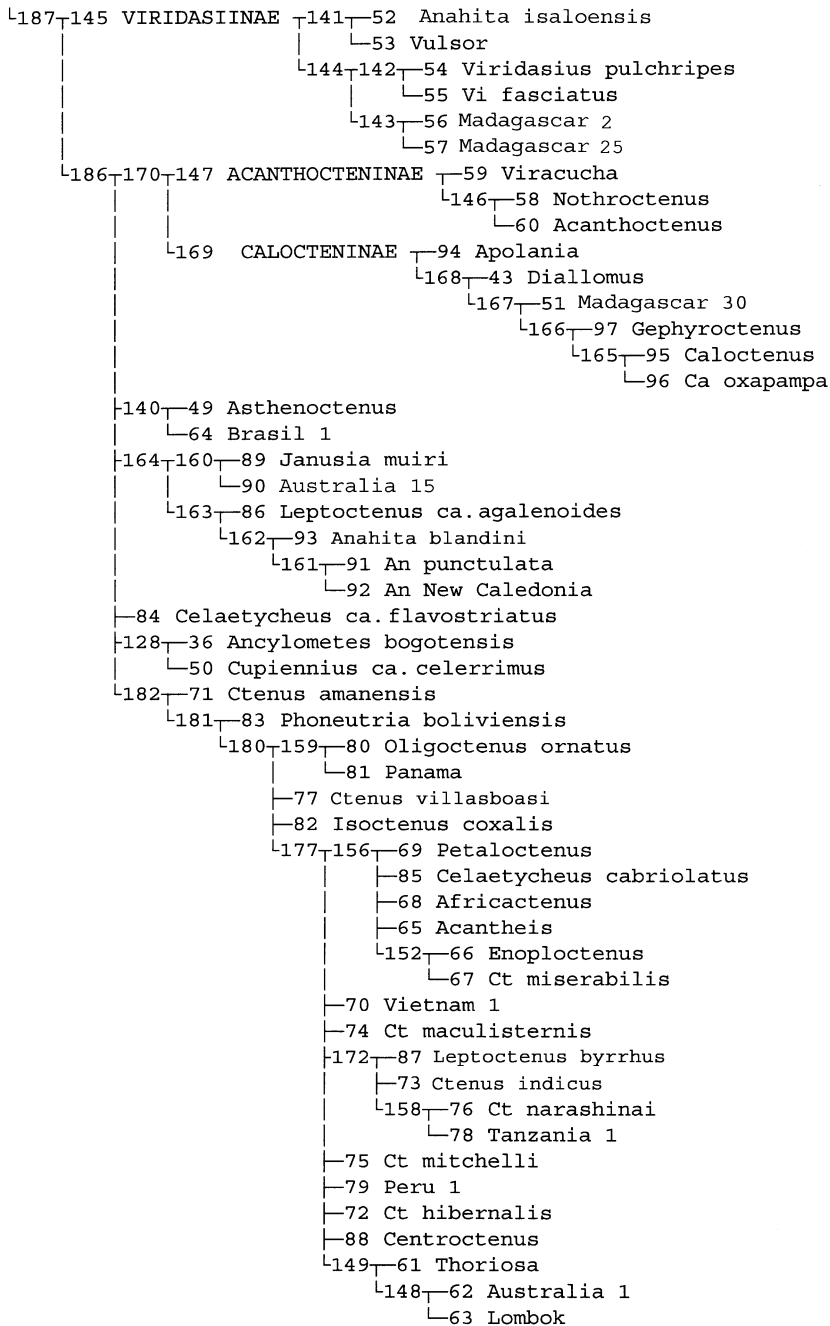 └187┬145 VIRIDASIINAE ┬141┬─52 Anahita isaloensis
└─53 Vulsor
└144┬142┬─54 Viridasius pulchripes
└─55 Vi fasciatus
└143┬─56 Madagascar 2
└─57 Madagascar 25
└186┬170┬147 ACANTHOCTENINAE ┬─59 Viracucha
└146┬─58 Nothroctenus
└─60 Acanthoctenus
└169 CALOCTENINAE ┬─94 Apolania
└168┬─43 Diallomus
└167┬─51 Madagascar 30
└166┬─97 Gephyroctenus
└165┬─95 Caloctenus
└─96 Ca oxapampa
├140┬─49 Asthenoctenus
└─64 Brasil 1
├164┬160┬─89 Janusia muiri
└─90 Australia 15
└163┬─86 Leptoctenus ca.agalenoides
└162┬─93 Anahita blandini
└161┬─91 An punctulata
└─92 An New Caledonia
├─84 Celaetycheus ca.flavostriatus
├128┬─36 Ancylometes bogotensis
└─50 Cupiennius ca.celerrimus
└182┬─71 Ctenus amanensis
└181┬─83 Phoneutria boliviensis
└180┬159┬─80 Oligoctenus ornatus
└─81 Panama
├─77 Ctenus villasboasi
├─82 Isoctenus coxalis
└177┬156┬─69 Petaloctenus
├─85 Celaetycheus cabriolatus
├─68 Africactenus
├─65 Acantheis
└152┬─66 Enoploctenus
└─67 Ct miserabilis
├─70 Vietnam 1
├─74 Ct maculisternis
├172┬─87 Leptoctenus byrrhus
├─73 Ctenus indicus
└158┬─76 Ct narashinai
└─78 Tanzania 1
├─75 Ct mitchelli
├─79 Peru 1
├─72 Ct hibernalis
├─88 Centroctenus
└149┬─61 Thoriosa
└148┬─62 Australia 1
└─63 Lombok